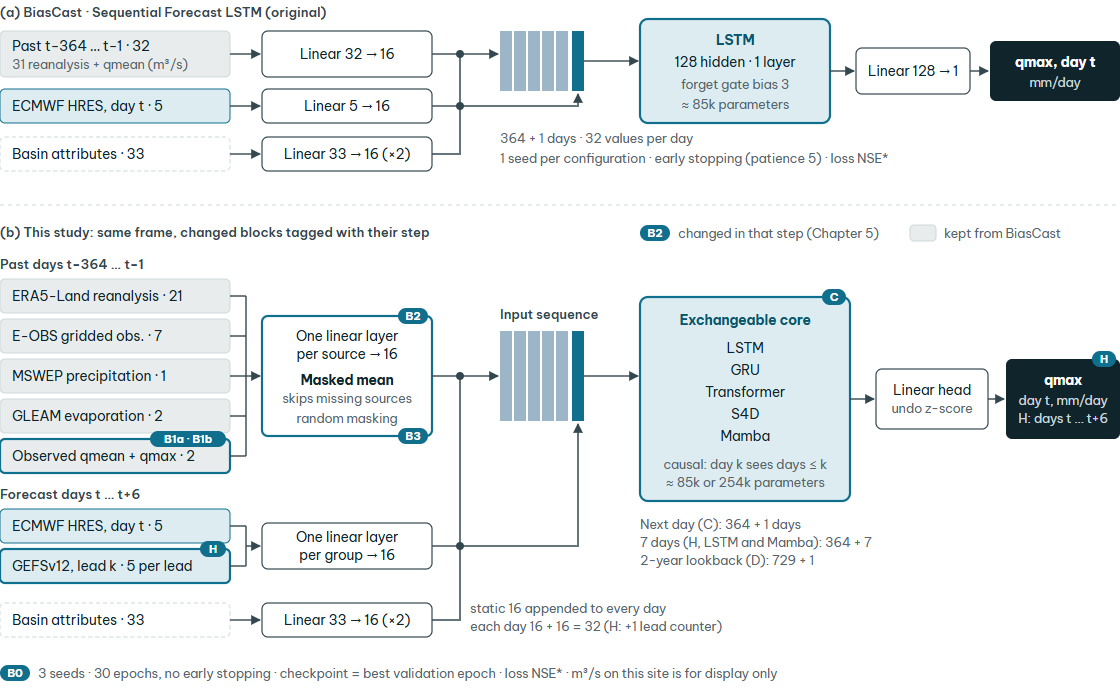 (a) BiasCast · Sequential Forecast LSTM (original)
Past t−364 ... t−1 · 32
31 reanalysis + qmean (m³/s)
Linear 32 → 16
ECMWF HRES, day t · 5
Linear 5 → 16
Basin attributes · 33
Linear 33 → 16 (×2)
364 + 1 days · 32 values per day
1 seed per configuration · early stopping (patience 5) · loss NSE*
LSTM
128 hidden · 1 layer
forget gate bias 3
≈ 85k parameters
Linear 128 → 1
qmax, day t
mm/day
(b) This study: same frame, changed blocks tagged with their step
B2 changed in that step (Chapter 5)
kept from BiasCast
Past days t−364 ... t−1
ERA5-Land reanalysis · 21
E-OBS gridded obs. · 7
MSWEP precipitation · 1
GLEAM evaporation · 2
B1a · B1b
Observed qmean + qmax · 2
B2
One linear layer
per source → 16
Masked mean
skips missing sources
random masking
B3
Forecast days t ... t+6
ECMWF HRES, day t · 5
H
GEFSv12, lead k · 5 per lead
One linear layer
per group → 16
Basin attributes · 33
Linear 33 → 16 (×2)
static 16 appended to every day
each day 16 + 16 = 32 (H: +1 lead counter)
Input sequence
C
Exchangeable core
LSTM
GRU
Transformer
S4D
Mamba
causal: day k sees days ≤ k
≈ 85k or 254k parameters
Next day (C): 364 + 1 days
7 days (H, LSTM and Mamba): 364 + 7
2-year lookback (D): 729 + 1
Linear head
undo z-score
H
qmax
day t, mm/day
H: days t ... t+6
B0 3 seeds · 30 epochs, no early stopping · checkpoint = best validation epoch · loss NSE* · m³/s on this site is for display only